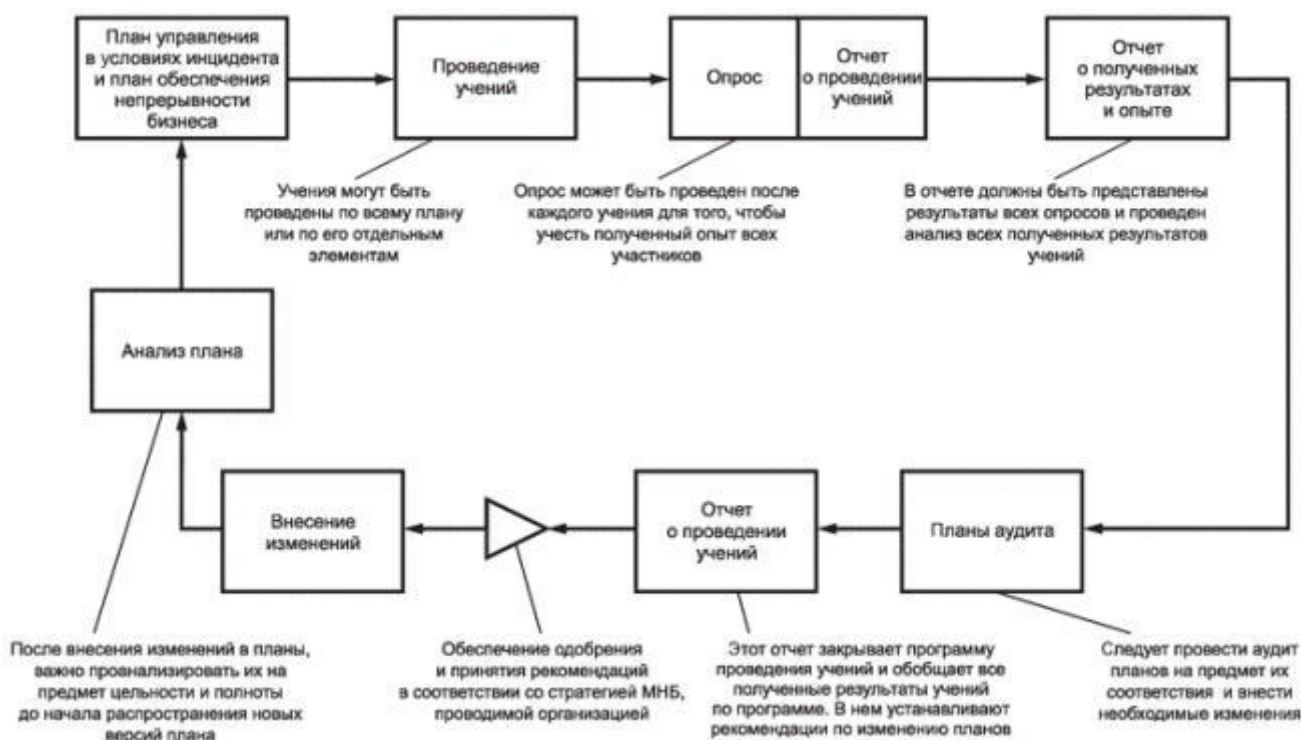 План управления
в условиях инцидента
и план обеспечения
непрерывности
бизнеса
Проведение
учений
Опрос
Отчет
о проведении
учений
Отчет
о полученных
результатах
и опыте
Учения могут быть
проведены по всему плану
или по его отдельным
элементам
Опрос может быть проведен после
каждого учения для того, чтобы
учесть полученный опыт всех
участников
В отчете должны быть представлены
результаты всех опросов и проведен
анализ всех полученных результатов
учений
Анализ плана
Внесение
изменений
Отчет
о проведении
учений
Планы аудита
После внесения изменений в планы,
важно проанализировать их на
предмет цельности и полноты
до начала распространения новых
версий плана
Обеспечение одобрения
и принятия рекомендаций
в соответствии со стратегией МНБ,
проводимой организацией
Этот отчет закрывает программу
проведения учений и обобщает все
полученные результаты учений
по программе. В нем устанавливают
рекомендации по изменению планов
Следует провести аудит
планов на предмет их
соответствия и внести
необходимые изменения